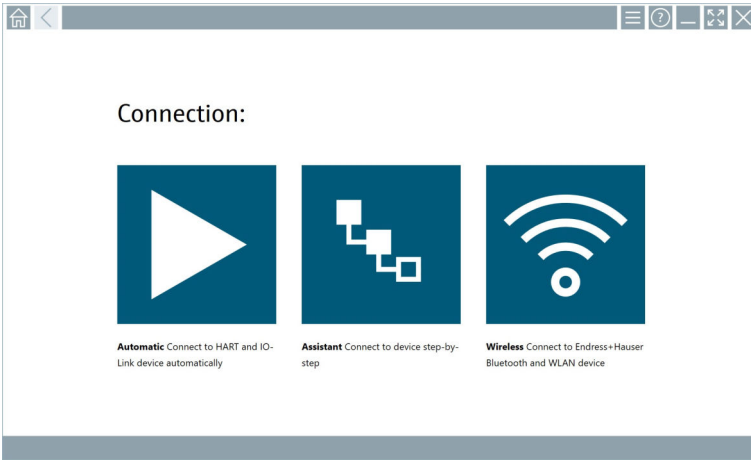 Connection:
Automatic Connect to HART and IO-
Link device automatically
Assistant Connect to device step-by-
step
Wireless Connect to Endress+Hauser
Bluetooth and WLAN device